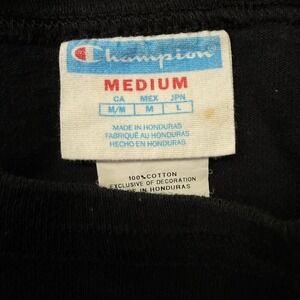 Champion
MEDIUM
CA MEX JPN
M/M M L
MADE IN HONDURAS
FABRIQUÉ AU HONDURAS
HECHO EN HONDURAS
100% COTTON
EXCLUSIVE OF DECORATION
MADE IN HONDURAS